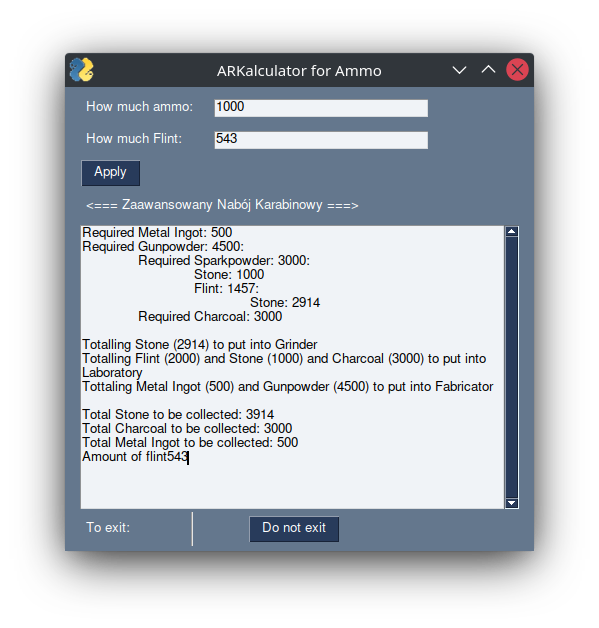 ARKalculator for Ammo
How much ammo: 1000
How much Flint: 543
Apply
<=== Zaawansowany Nabój Karabinowy ===>
Required Metal Ingot: 500
Required Gunpowder: 4500:
Required Sparkpowder: 3000:
Stone: 1000
Flint: 1457:
Stone: 2914
Required Charcoal: 3000
Totalling Stone (2914) to put into Grinder
Totalling Flint (2000) and Stone (1000) and Charcoal (3000) to put into
Laboratory
Tottaling Metal Ingot (500) and Gunpowder (4500) to put into Fabricator
Total Stone to be collected: 3914
Total Charcoal to be collected: 3000
Total Metal Ingot to be collected: 500
Amount of flint543
To exit: Do not exit